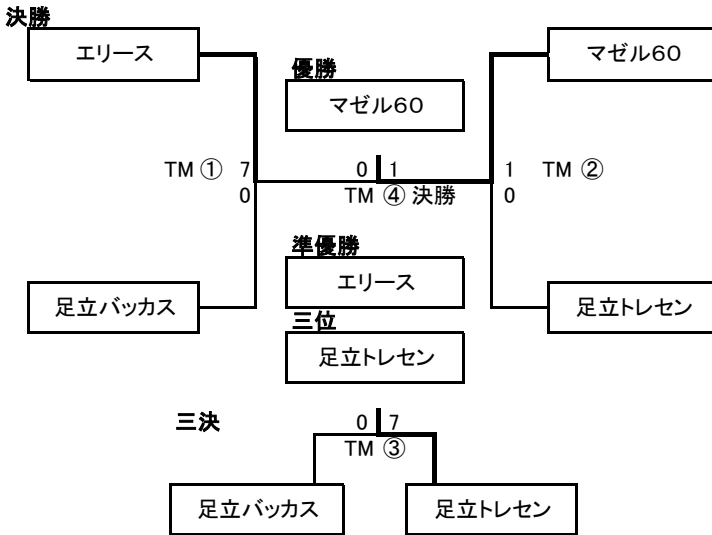 決勝
エリース
マゼル60
優勝
マゼル60
TM ① 7
0 1
1 TM ②
0
TM ④ 決勝
0
準優勝
エリース
足立バッカス
足立トレセン
三位
足立トレセン
三決
0 7
TM ③
足立バッカス
足立トレセン